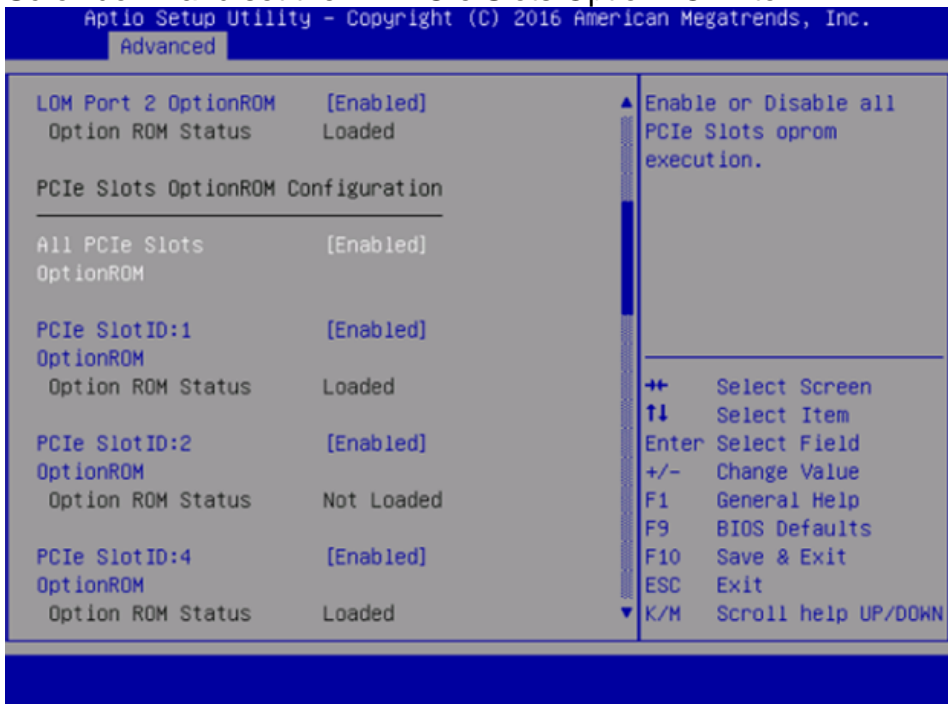 Aptio Setup Utility – Copyright (C) 2016 American Megatrends, Inc.
Advanced
LOM Port 2 OptionROM [Enabled]
Option ROM Status Loaded
PCIe Slots OptionROM Configuration
All PCIe Slots [Enabled]
OptionROM
PCIe SlotID:1 [Enabled]
OptionROM
Option ROM Status Loaded
PCIe SlotID:2 [Enabled]
OptionROM
Option ROM Status Not Loaded
PCIe SlotID:4 [Enabled]
OptionROM
Option ROM Status Loaded
Enable or Disable all
PCIe Slots oprom
execution.
→← Select Screen
↑↓ Select Item
Enter Select Field
+/- Change Value
F1 General Help
F9 BIOS Defaults
F10 Save & Exit
ESC Exit
K/M Scroll help UP/DOWN